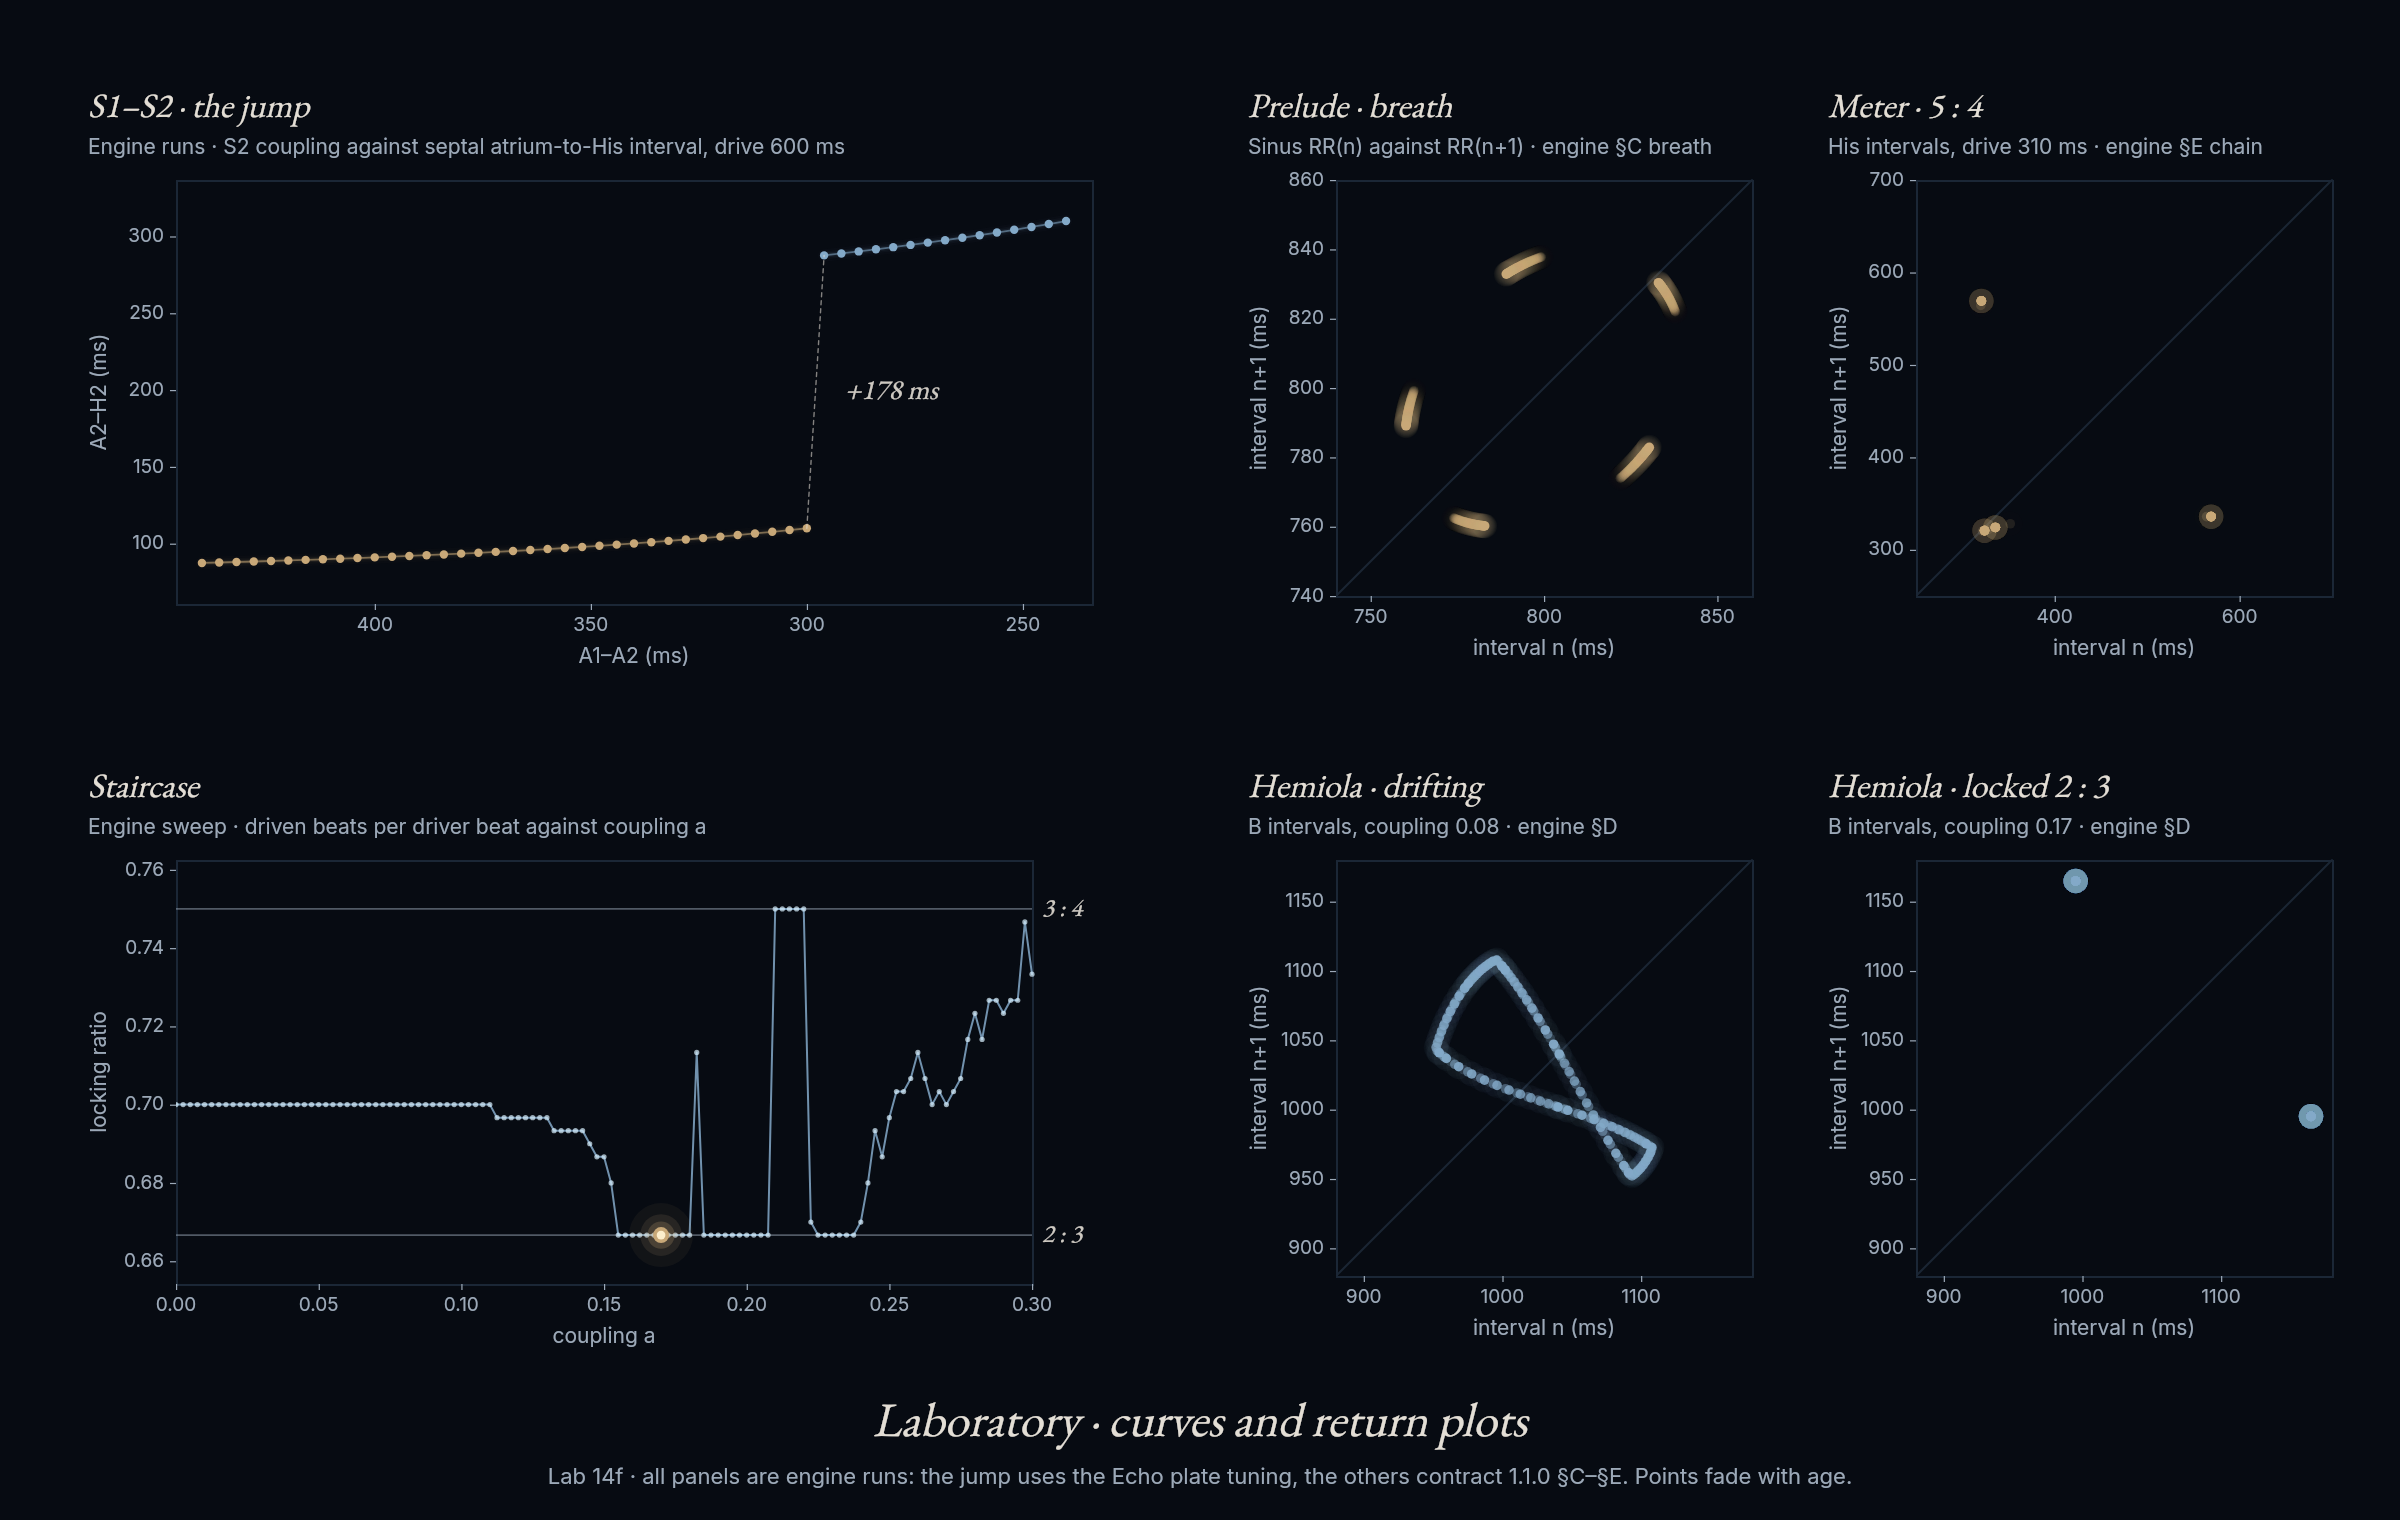 S1–S2 · the jump
Engine runs · S2 coupling against septal atrium-to-His interval, drive 600 ms
300
250
200
150
100
A2–H2 (ms)
+178 ms
400 350 300 250
A1–A2 (ms)
Prelude · breath
Sinus RR(n) against RR(n+1) · engine §C breath
860
840
820
800
780
760
740
interval n+1 (ms)
750 800 850
interval n (ms)
Meter · 5 : 4
His intervals, drive 310 ms · engine §E chain
700
600
500
400
300
interval n+1 (ms)
400 600
interval n (ms)
Staircase
Engine sweep · driven beats per driver beat against coupling a
0.76
0.74
0.72
0.70
0.68
0.66
locking ratio
3 : 4
2 : 3
0.00 0.05 0.10 0.15 0.20 0.25 0.30
coupling a
Hemiola · drifting
B intervals, coupling 0.08 · engine §D
1150
1100
1050
1000
950
900
interval n+1 (ms)
900 1000 1100
interval n (ms)
Hemiola · locked 2 : 3
B intervals, coupling 0.17 · engine §D
1150
1100
1050
1000
950
900
interval n+1 (ms)
900 1000 1100
interval n (ms)
Laboratory · curves and return plots
Lab 14f · all panels are engine runs: the jump uses the Echo plate tuning, the others contract 1.1.0 §C–§E. Points fade with age.